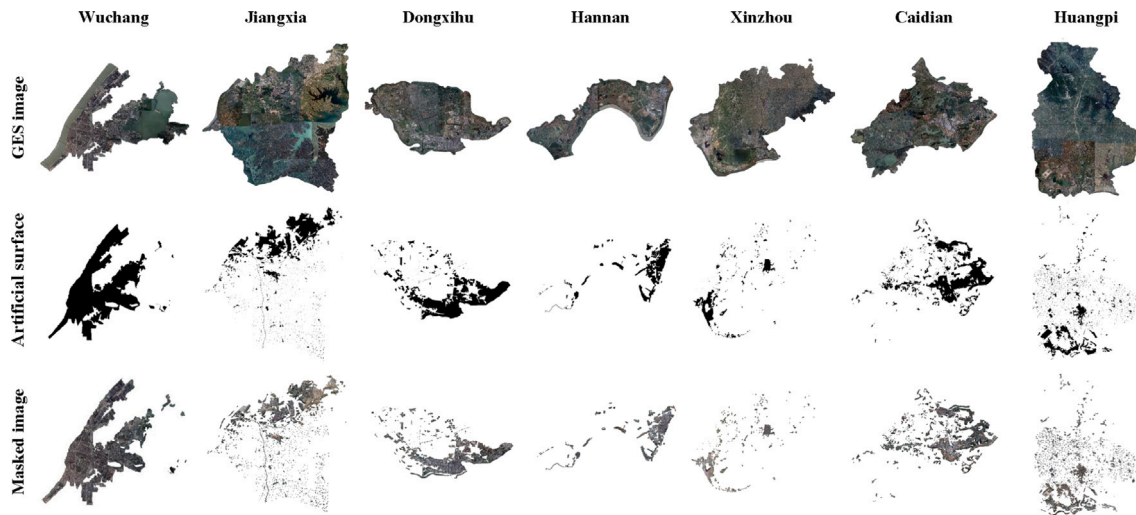 Wuchang Jiangxia Dongxihu Hannan Xinzhou Caidian Huangpi
GES image
Artificial surface
Masked image